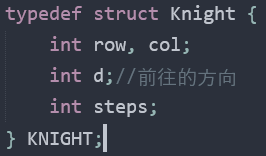 typedef struct Knight {
    int row, col;
    int d;//前往的方向
    int steps;
} KNIGHT;